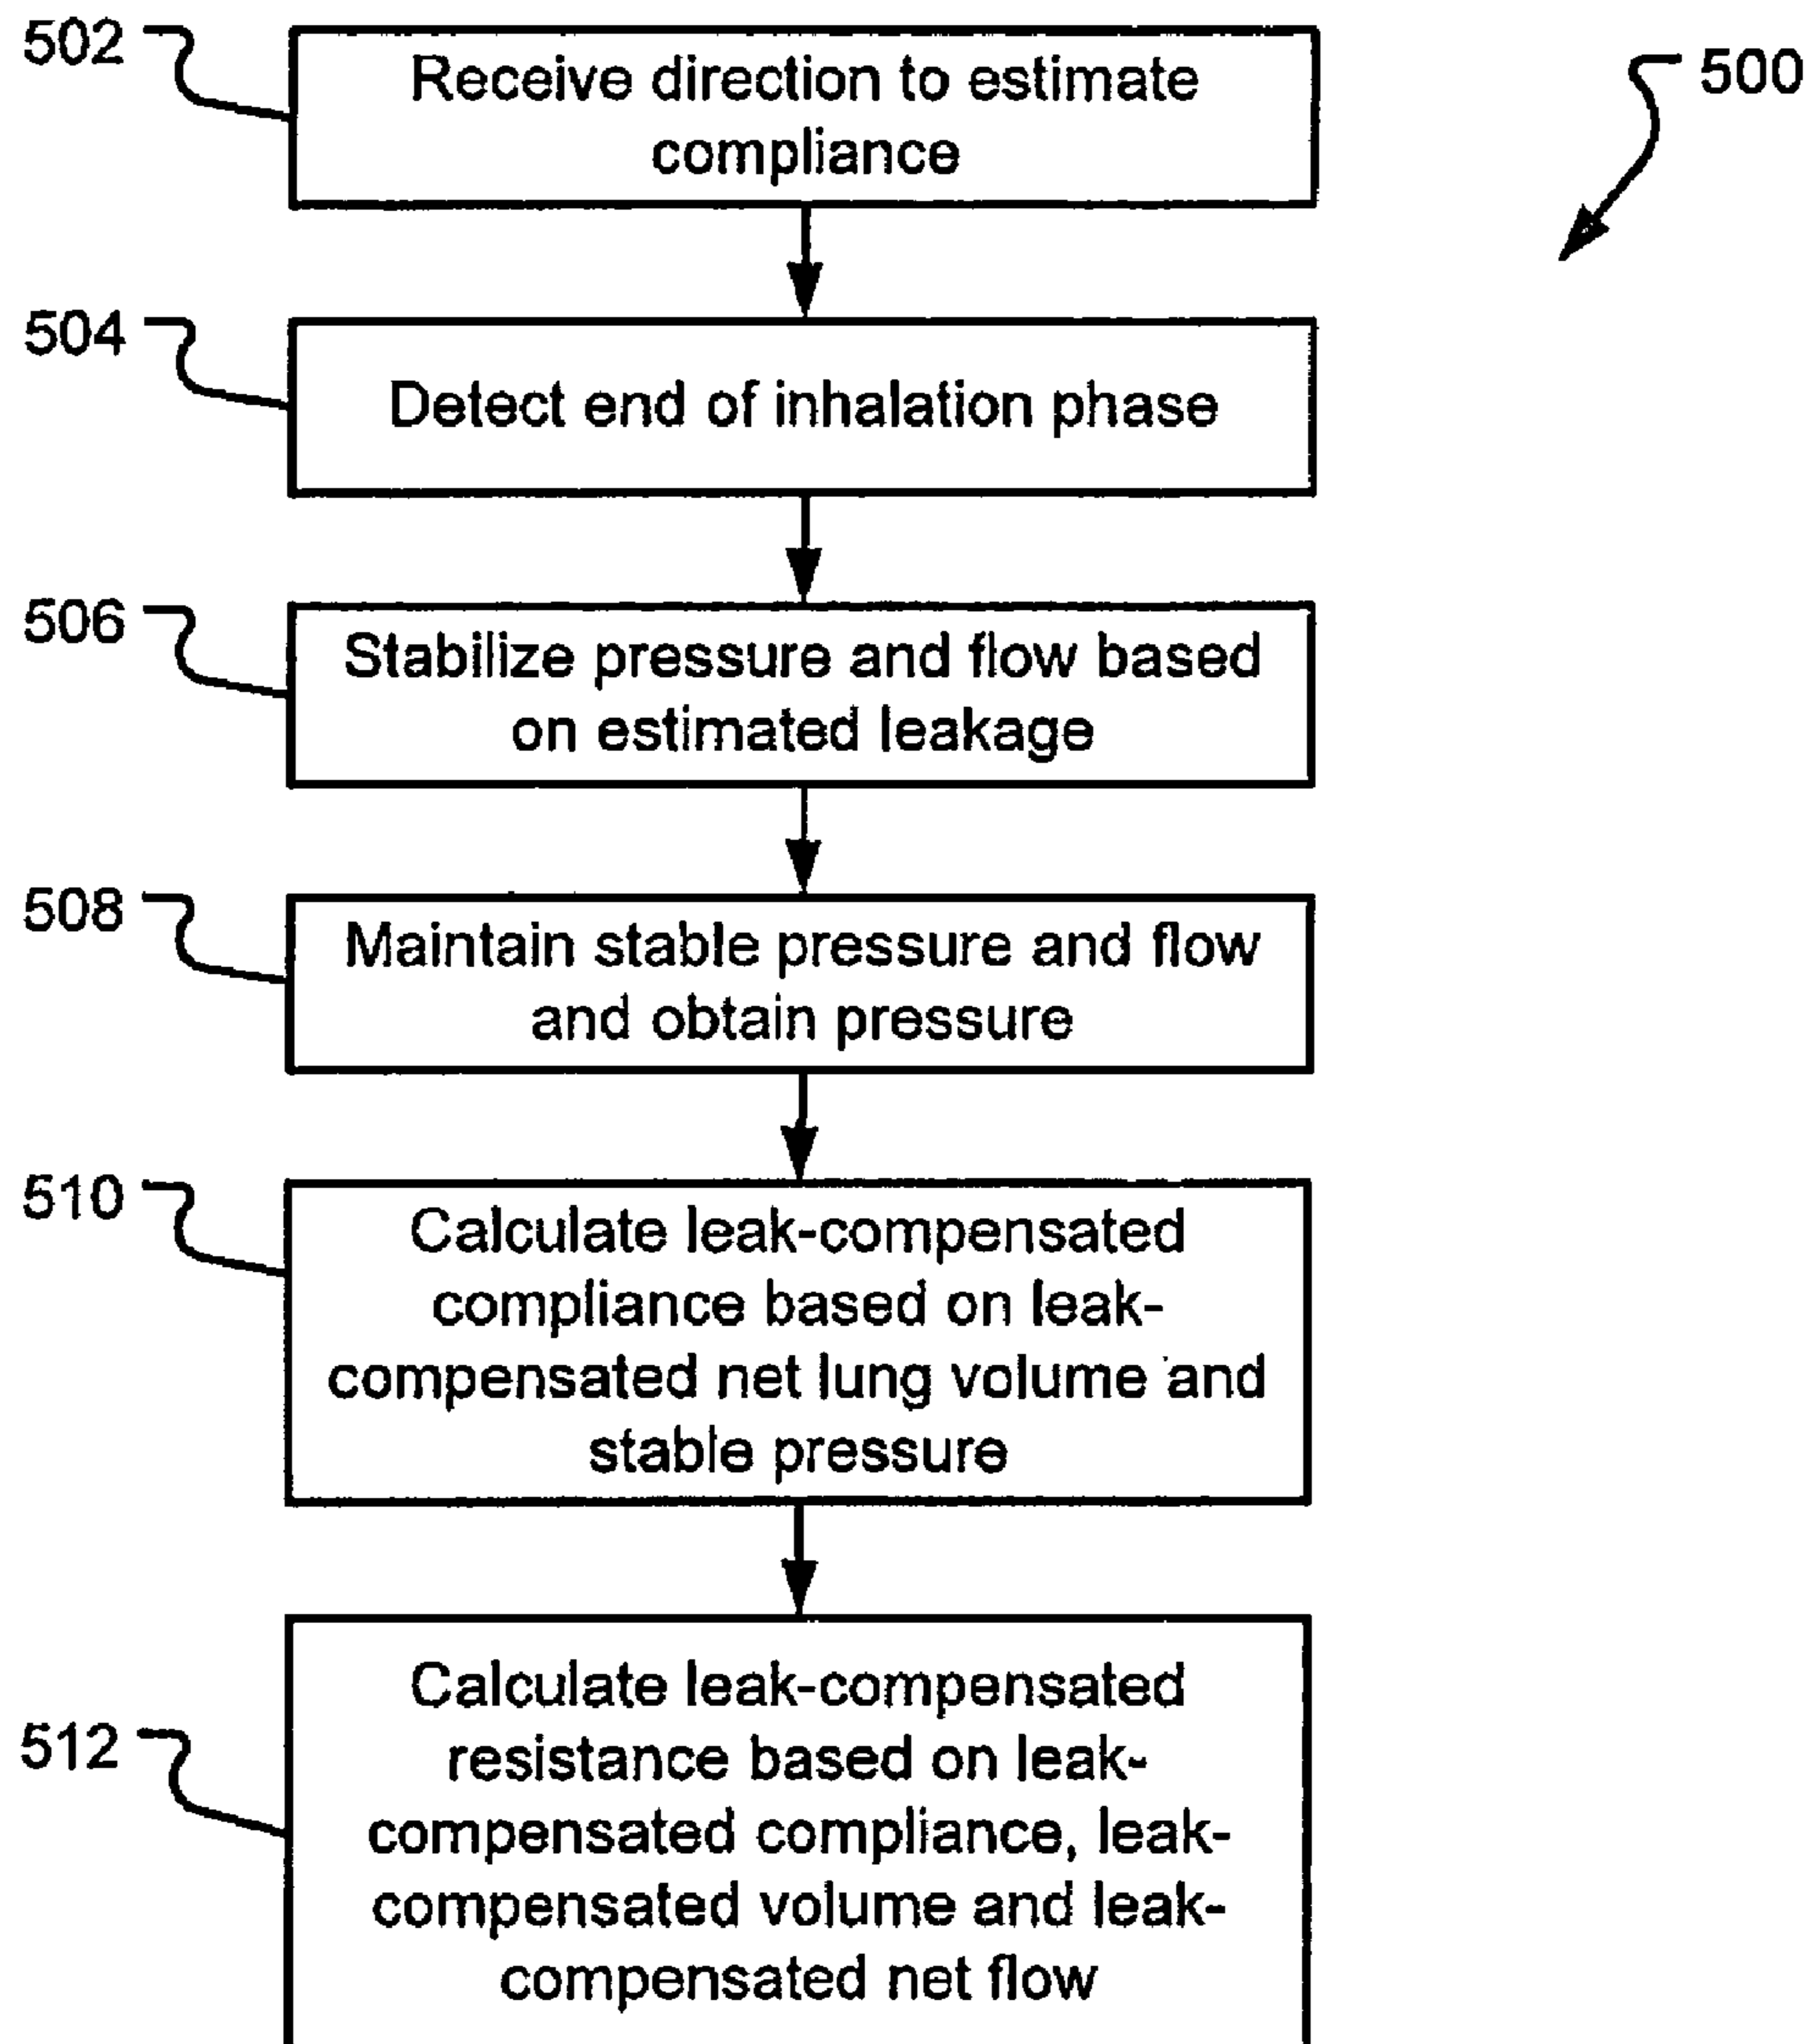 502
Receive direction to estimate
compliance
500
504
Detect end of inhalation phase
506
Stabilize pressure and flow based
on estimated leakage
508
Maintain stable pressure and flow
and obtain pressure
510
Calculate leak-compensated
compliance based on leak-
compensated net lung volume and
stable pressure
512
Calculate leak-compensated
resistance based on leak-
compensated compliance, leak-
compensated volume and leak-
compensated net flow